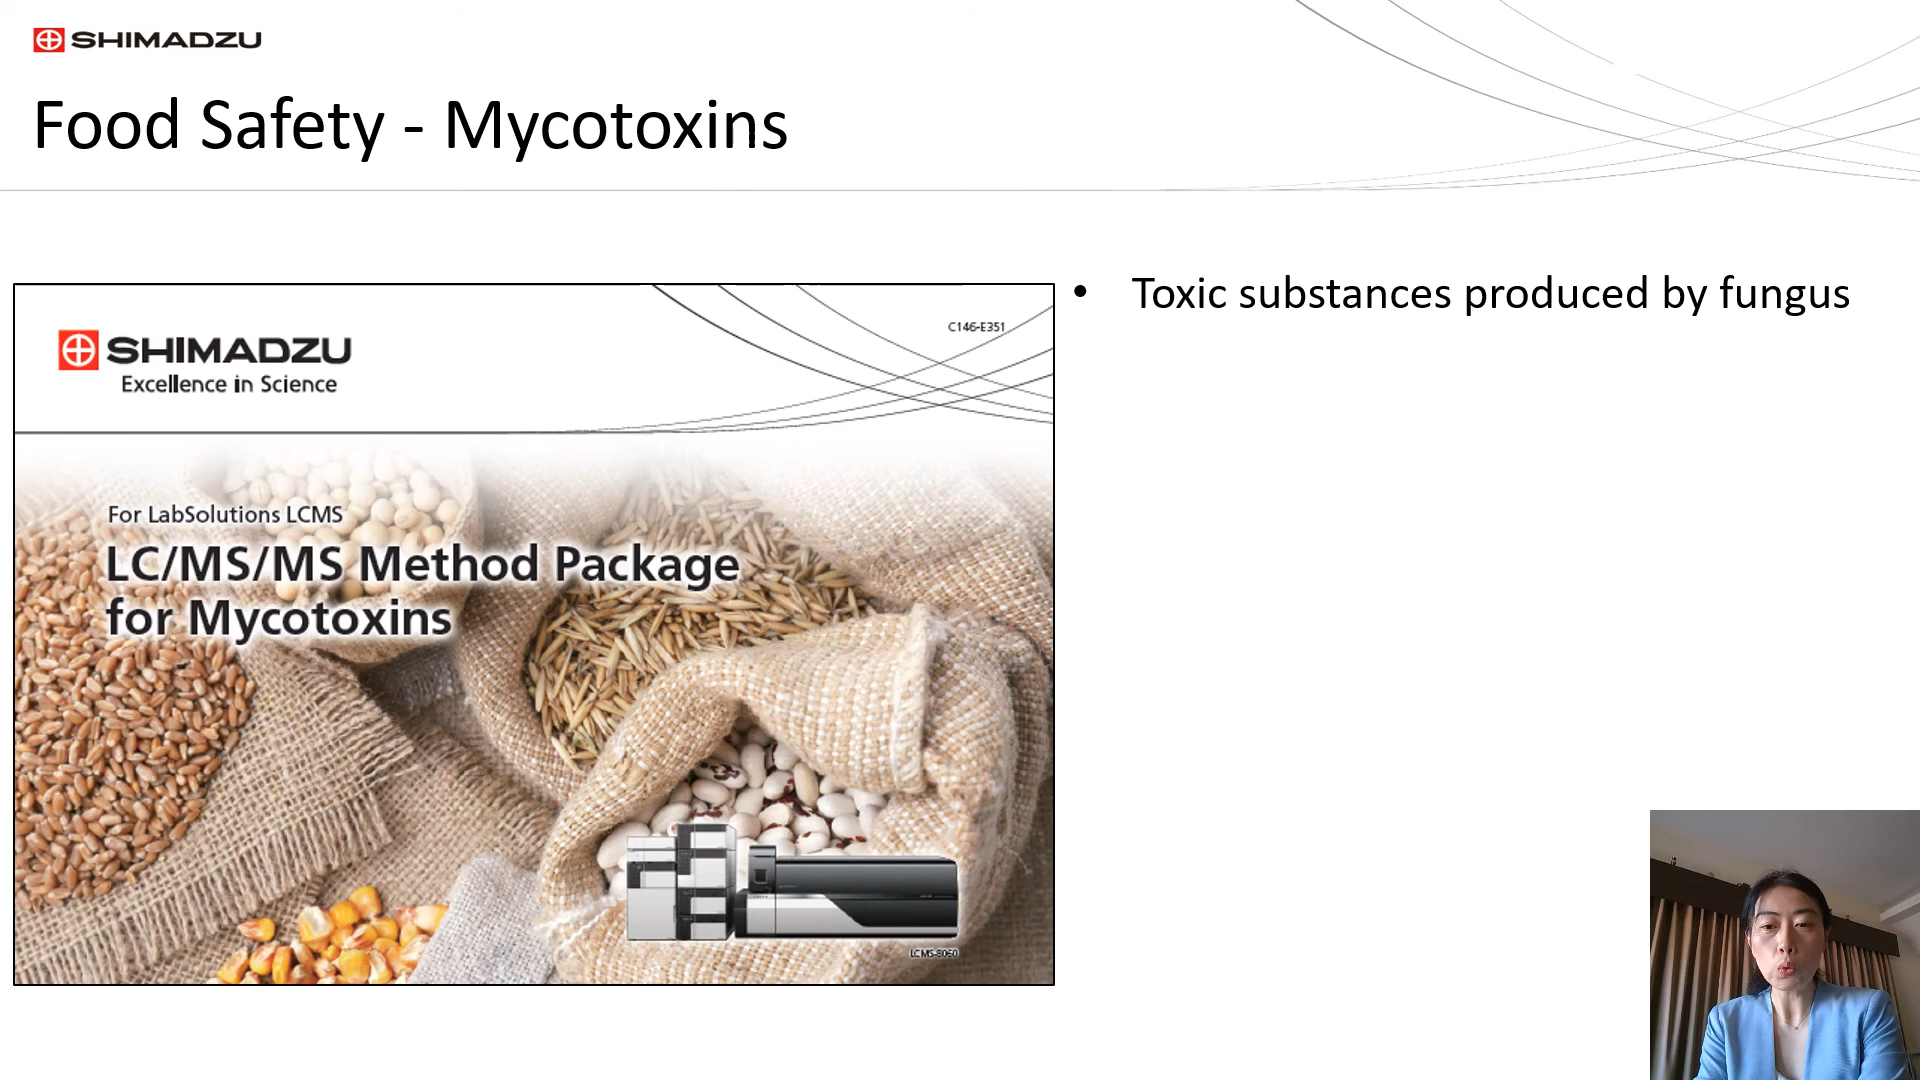 SHIMADZU
Food Safety - Mycotoxins
• Toxic substances produced by fungus
C146-E351
SHIMADZU
Excellence in Science
For LabSolutions LCMS
LC/MS/MS Method Package
for Mycotoxins
LCMS-8060